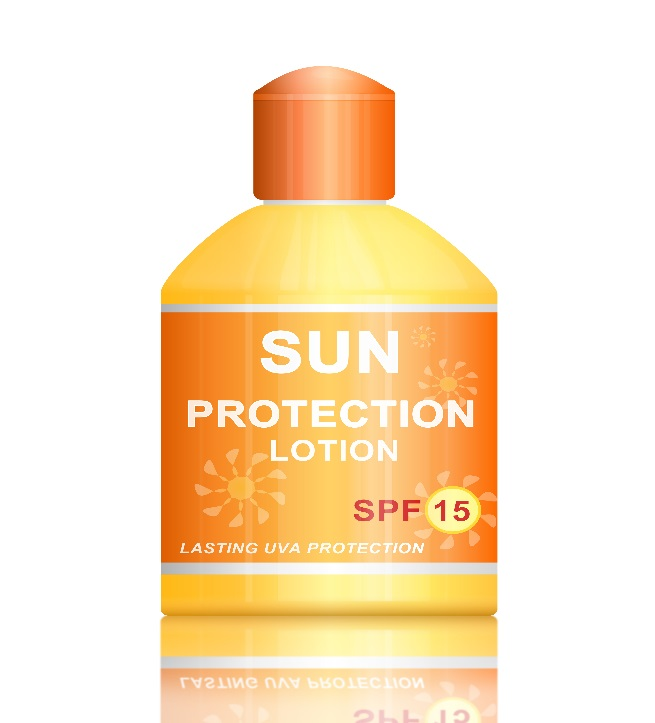 SUN
PROTECTION
LOTION
SPF 15
LASTING UVA PROTECTION